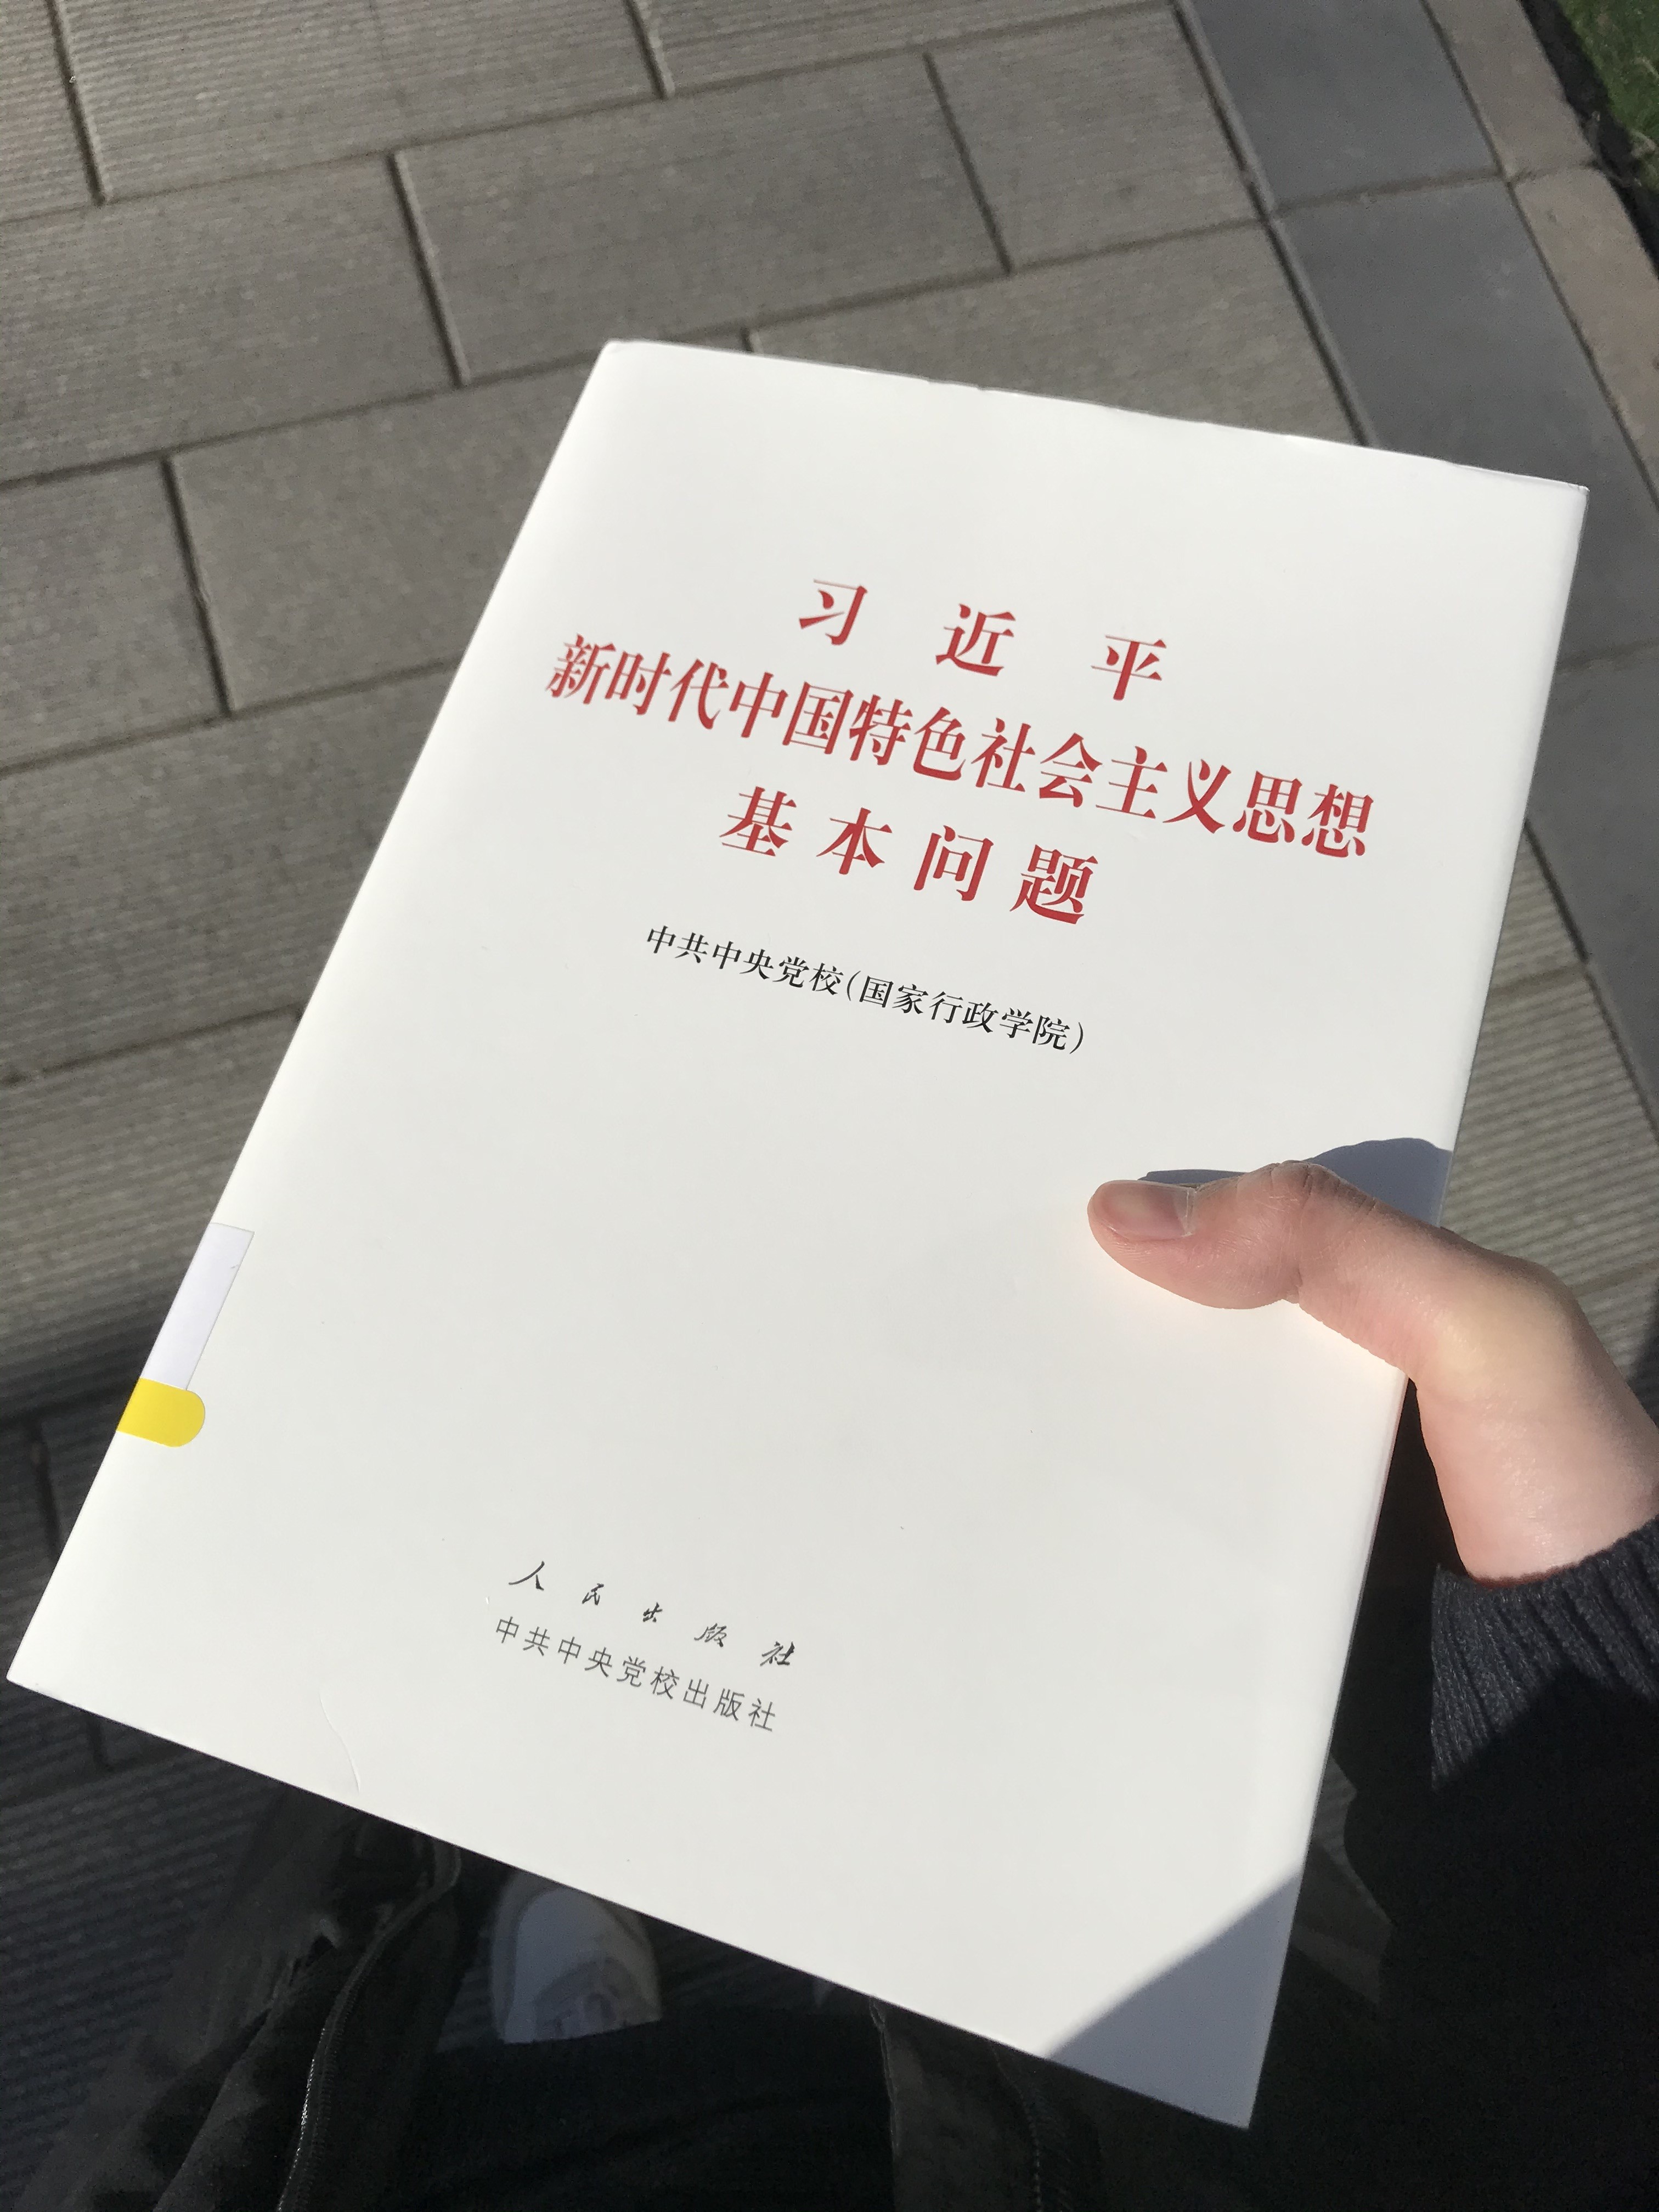 习近平
新时代中国特色社会主义思想
基本问题
中共中央党校(国家行政学院)
人民出版社
中共中央党校出版社